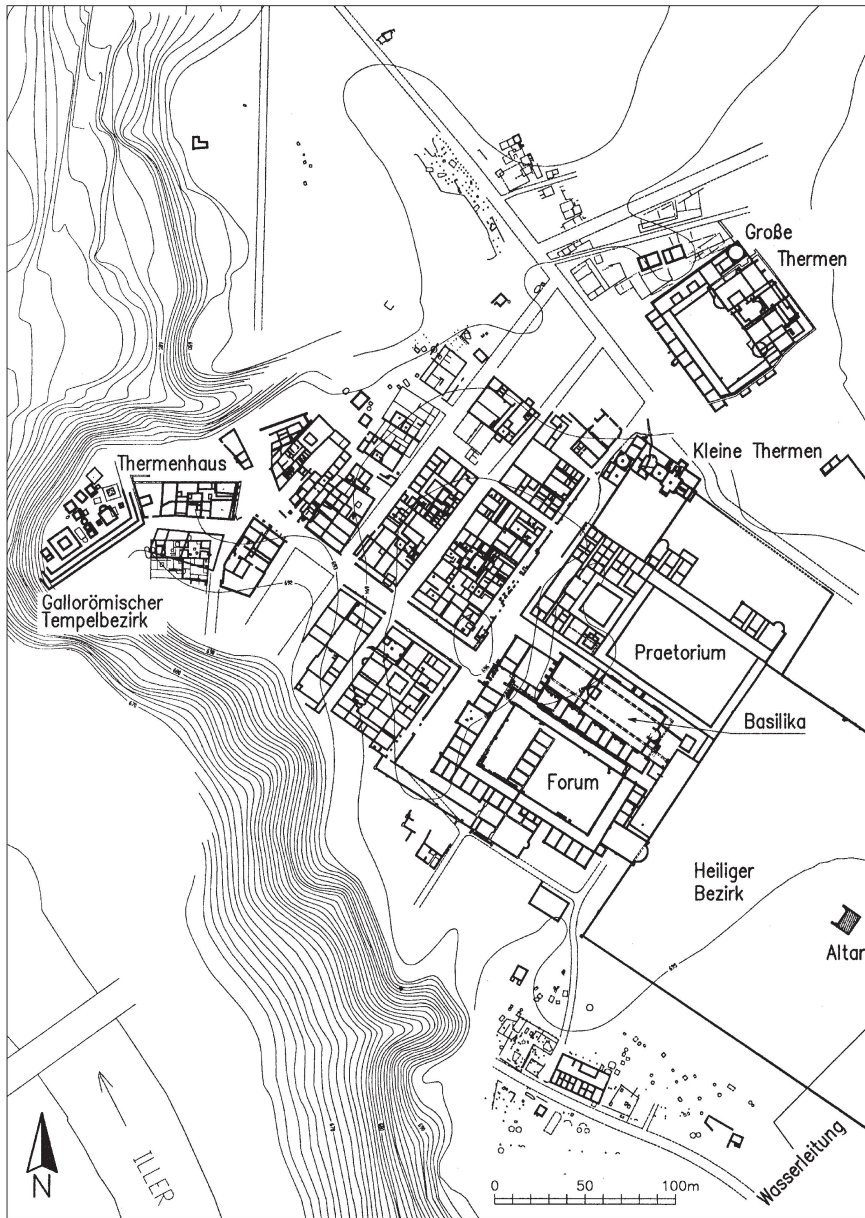 Große
Thermen
Kleine Thermen
Thermenhaus
Gallorömischer
Tempelbezirk
Praetorium
Basilika
Forum
Heiliger
Bezirk
Altar
Wasserleitung
ILLER
N
0 50 100m